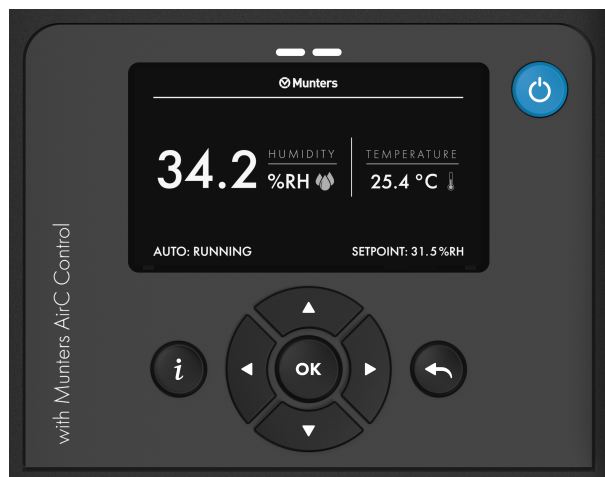 Munters
34.2
HUMIDITY
%RH
TEMPERATURE
25.4 °C
AUTO: RUNNING
SETPOINT: 31.5 %RH
with Munters AirC Control
i
OK